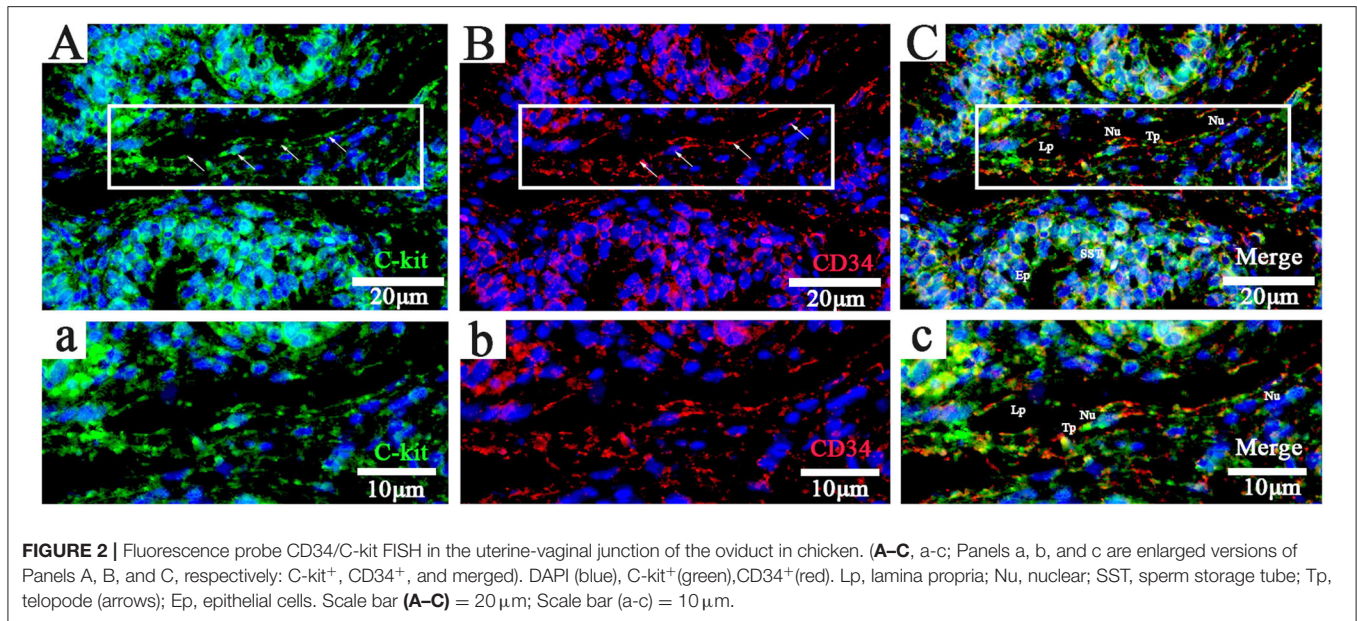 A
C-kit
20μm
B
CD34
20μm
C
Nu
Nu
Tp
Lp
SST
Ep
Merge
20μm
a
C-kit
10μm
b
CD34
10μm
c
Nu
Lp
Nu
Tp
Merge
10μm
FIGURE 2 | Fluorescence probe CD34/C-kit FISH in the uterine-vaginal junction of the oviduct in chicken. (A–C, a-c; Panels a, b, and c are enlarged versions of
Panels A, B, and C, respectively: C-kit+, CD34+, and merged). DAPI (blue), C-kit+(green),CD34+(red). Lp, lamina propria; Nu, nuclear; SST, sperm storage tube; Tp,
telopode (arrows); Ep, epithelial cells. Scale bar (A–C) = 20 μm; Scale bar (a-c) = 10 μm.